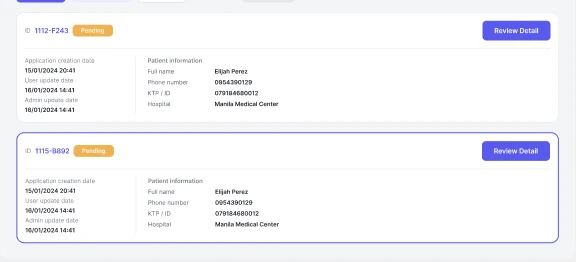 ID 1112-F243 Pending Review Detail
Application creation date
15/01/2024 20:41
User update date
16/01/2024 14:41
Admin update date
16/01/2024 14:41
Patient information
Full name Elijah Perez
Phone number 0954390129
KTP / ID 079184680012
Hospital Manila Medical Center
ID 1115-B892 Pending Review Detail
Application creation date
15/01/2024 20:41
User update date
16/01/2024 14:41
Admin update date
16/01/2024 14:41
Patient information
Full name Elijah Perez
Phone number 0954390129
KTP / ID 079184680012
Hospital Manila Medical Center